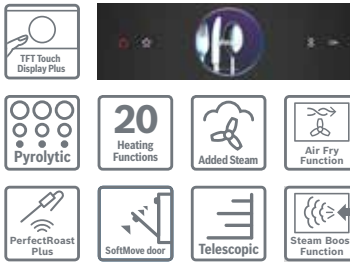 TFT Touch
Display Plus
Pyrolytic
20
Heating
Functions
Added Steam
Air Fry
Function
PerfectRoast
Plus
SoftMove door
Telescopic
Steam Boos
Function